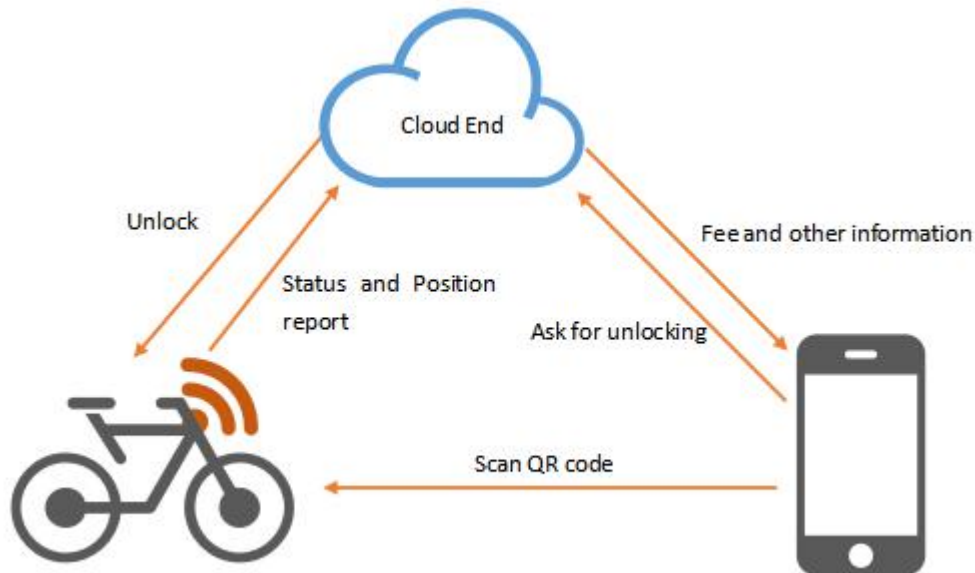 Cloud End
Unlock
Fee and other information
Status and Position
report
Ask for unlocking
Scan QR code